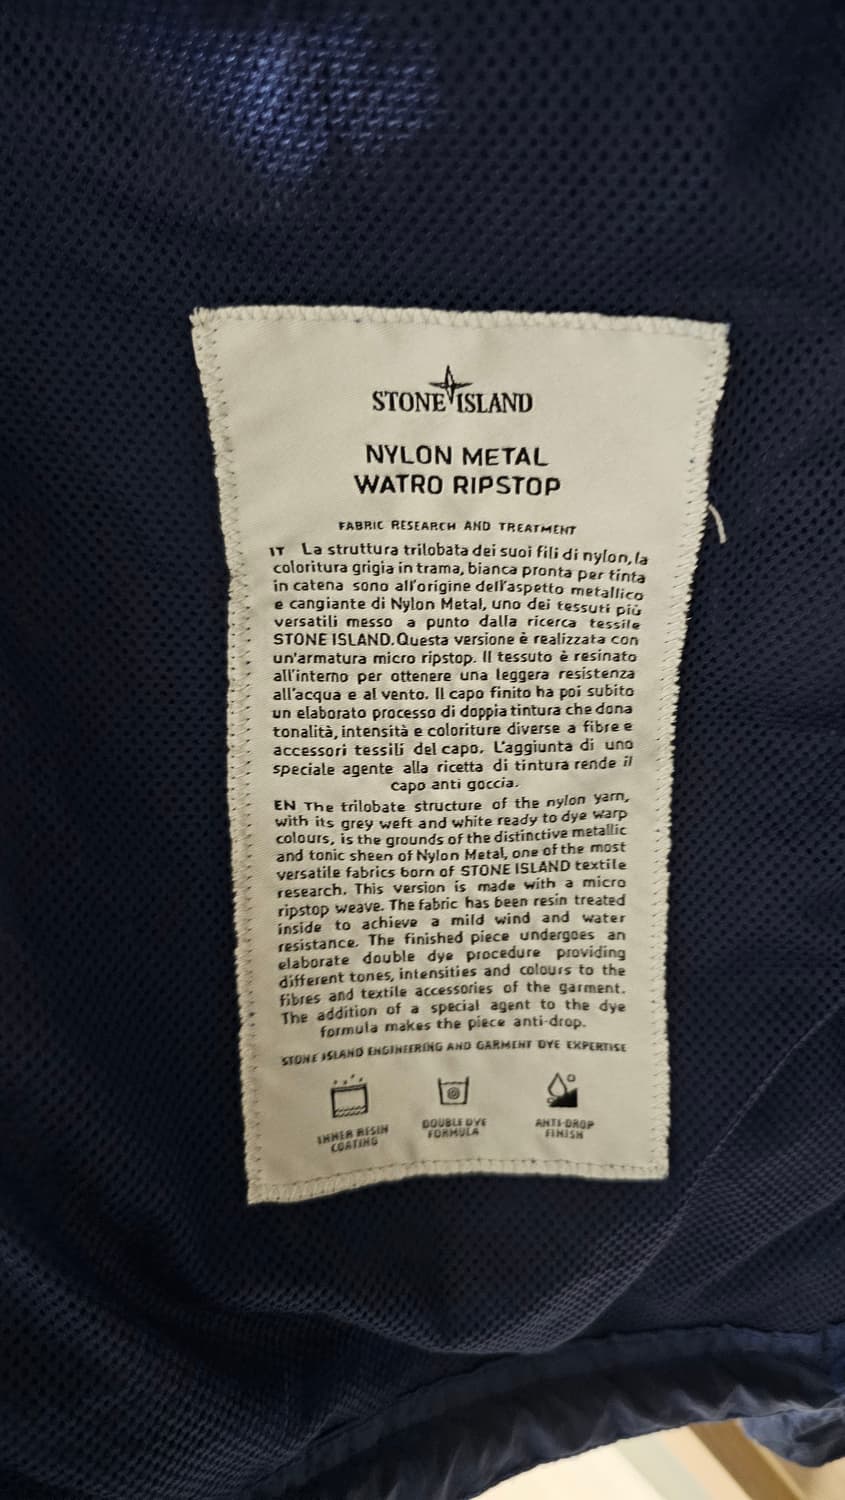 STONE ISLAND
NYLON METAL
WATRO RIPSTOP
FABRIC RESEARCH AND TREATMENT
IT La struttura trilobata dei suoi fili di nylon, la
coloritura grigia in trama, bianca pronta per tinta
in catena sono all'origine dell'aspetto metallico
e cangiante di Nylon Metal, uno dei tessuti più
versatili messo a punto dalla ricerca tessile
STONE ISLAND. Questa versione è realizzata con
un'armatura micro ripstop. Il tessuto è resinato
all'interno per ottenere una leggera resistenza
all'acqua e al vento. Il capo finito ha poi subito
un elaborato processo di doppia tintura che dona
tonalità, intensità e coloriture diverse a fibre e
accessori tessili del capo. L'aggiunta di uno
speciale agente alla ricetta di tintura rende il
capo anti goccia.
EN The trilobate structure of the nylon yarn,
with its grey weft and white ready to dye warp
colours, is the grounds of the distinctive metallic
and tonic sheen of Nylon Metal, one of the most
versatile fabrics born of STONE ISLAND textile
research. This version is made with a micro
ripstop weave. The fabric has been resin treated
inside to achieve a mild wind and water
resistance. The finished piece undergoes an
elaborate double dye procedure providing
different tones, intensities and colours to the
fibres and textile accessories of the garment.
The addition of a special agent to the dye
formula makes the piece anti-drop.
STONE ISLAND ENGINEERING AND GARMENT DYE EXPERTISE
INNER RESIN COATING
DOUBLE DYE FORMULA
ANTI-DROP FINISH